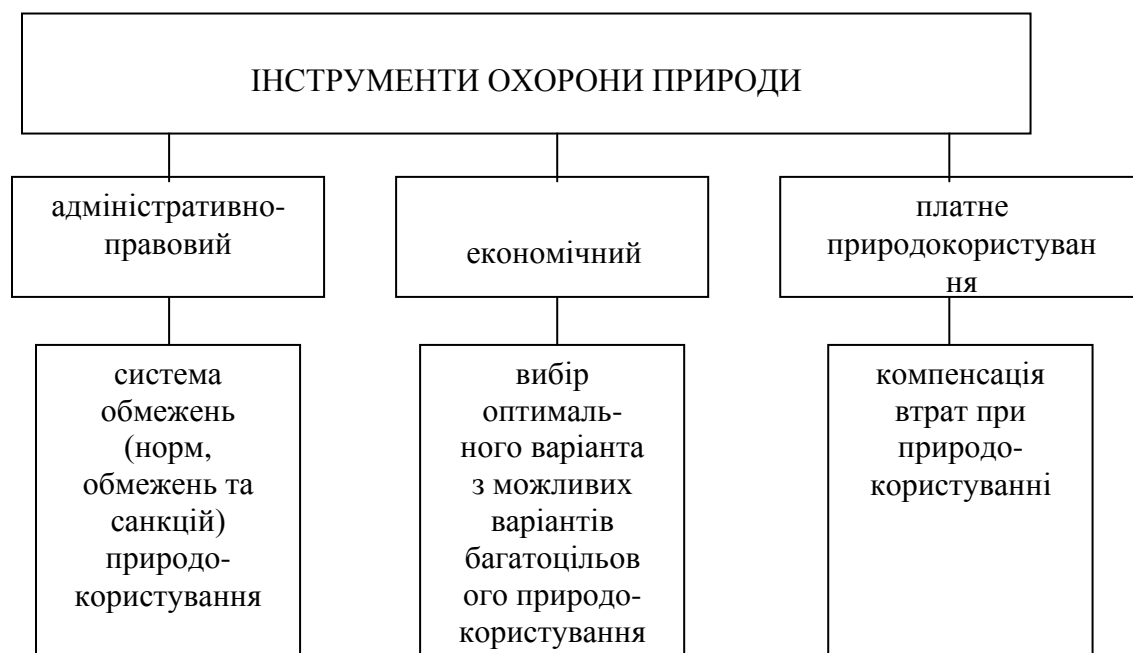 ІНСТРУМЕНТИ ОХОРОНИ ПРИРОДИ
адміністративно-
правовий
економічний
платне
природокористуван
ня
система
обмежень
(норм,
обмежень та
санкцій)
природо-
користування
вибір
оптималь-
ного варіанта
з можливих
варіантів
багатоцільов
ого природо-
користування
компенсація
втрат при
природо-
користуванні